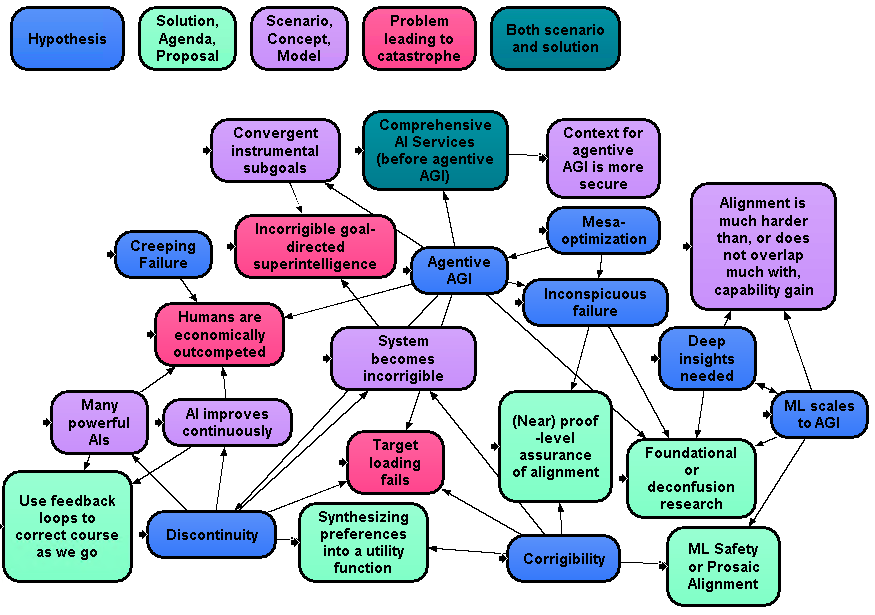 Hypothesis
Solution,
Agenda,
Proposal
Scenario,
Concept,
Model
Problem
leading to
catastrophe
Both scenario
and solution
Convergent
instrumental
subgoals
Comprehensive
AI Services
(before agentive
AGI)
Context for
agentive
AGI is more
secure
Alignment is
much harder
than, or does
not overlap
much with,
capability gain
Incorrigible goal-
directed
superintelligence
Mesa-
optimization
Creeping
Failure
Agentive
AGI
Inconspicuous
failure
Humans are
economically
outcompeted
System
becomes
incorrigible
Deep
insights
needed
Many
powerful
AIs
AI improves
continuously
ML scales
to AGI
(Near) proof
-level
assurance
of alignment
Target
loading
fails
Foundational
or
deconfusion
research
Use feedback
loops to
correct course
as we go
Discontinuity
Synthesizing
preferences
into a utility
function
Corrigibility
ML Safety
or Prosaic
Alignment